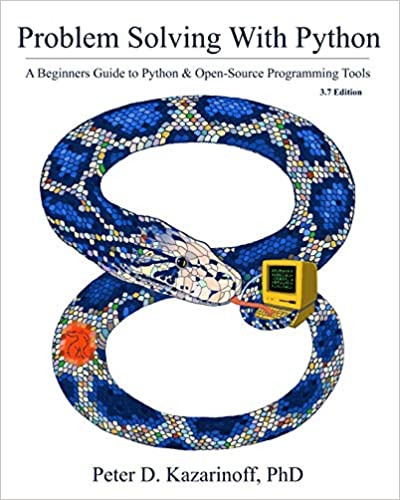 Problem Solving With Python
A Beginners Guide to Python & Open-Source Programming Tools
3.7 Edition
Peter D. Kazarinoff, PhD